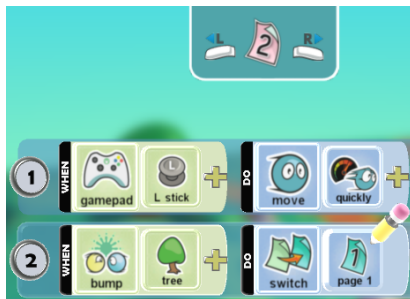 L 2 R
1 WHEN gamepad L L stick DO move quickly
2 WHEN bump tree DO switch 1 page 1